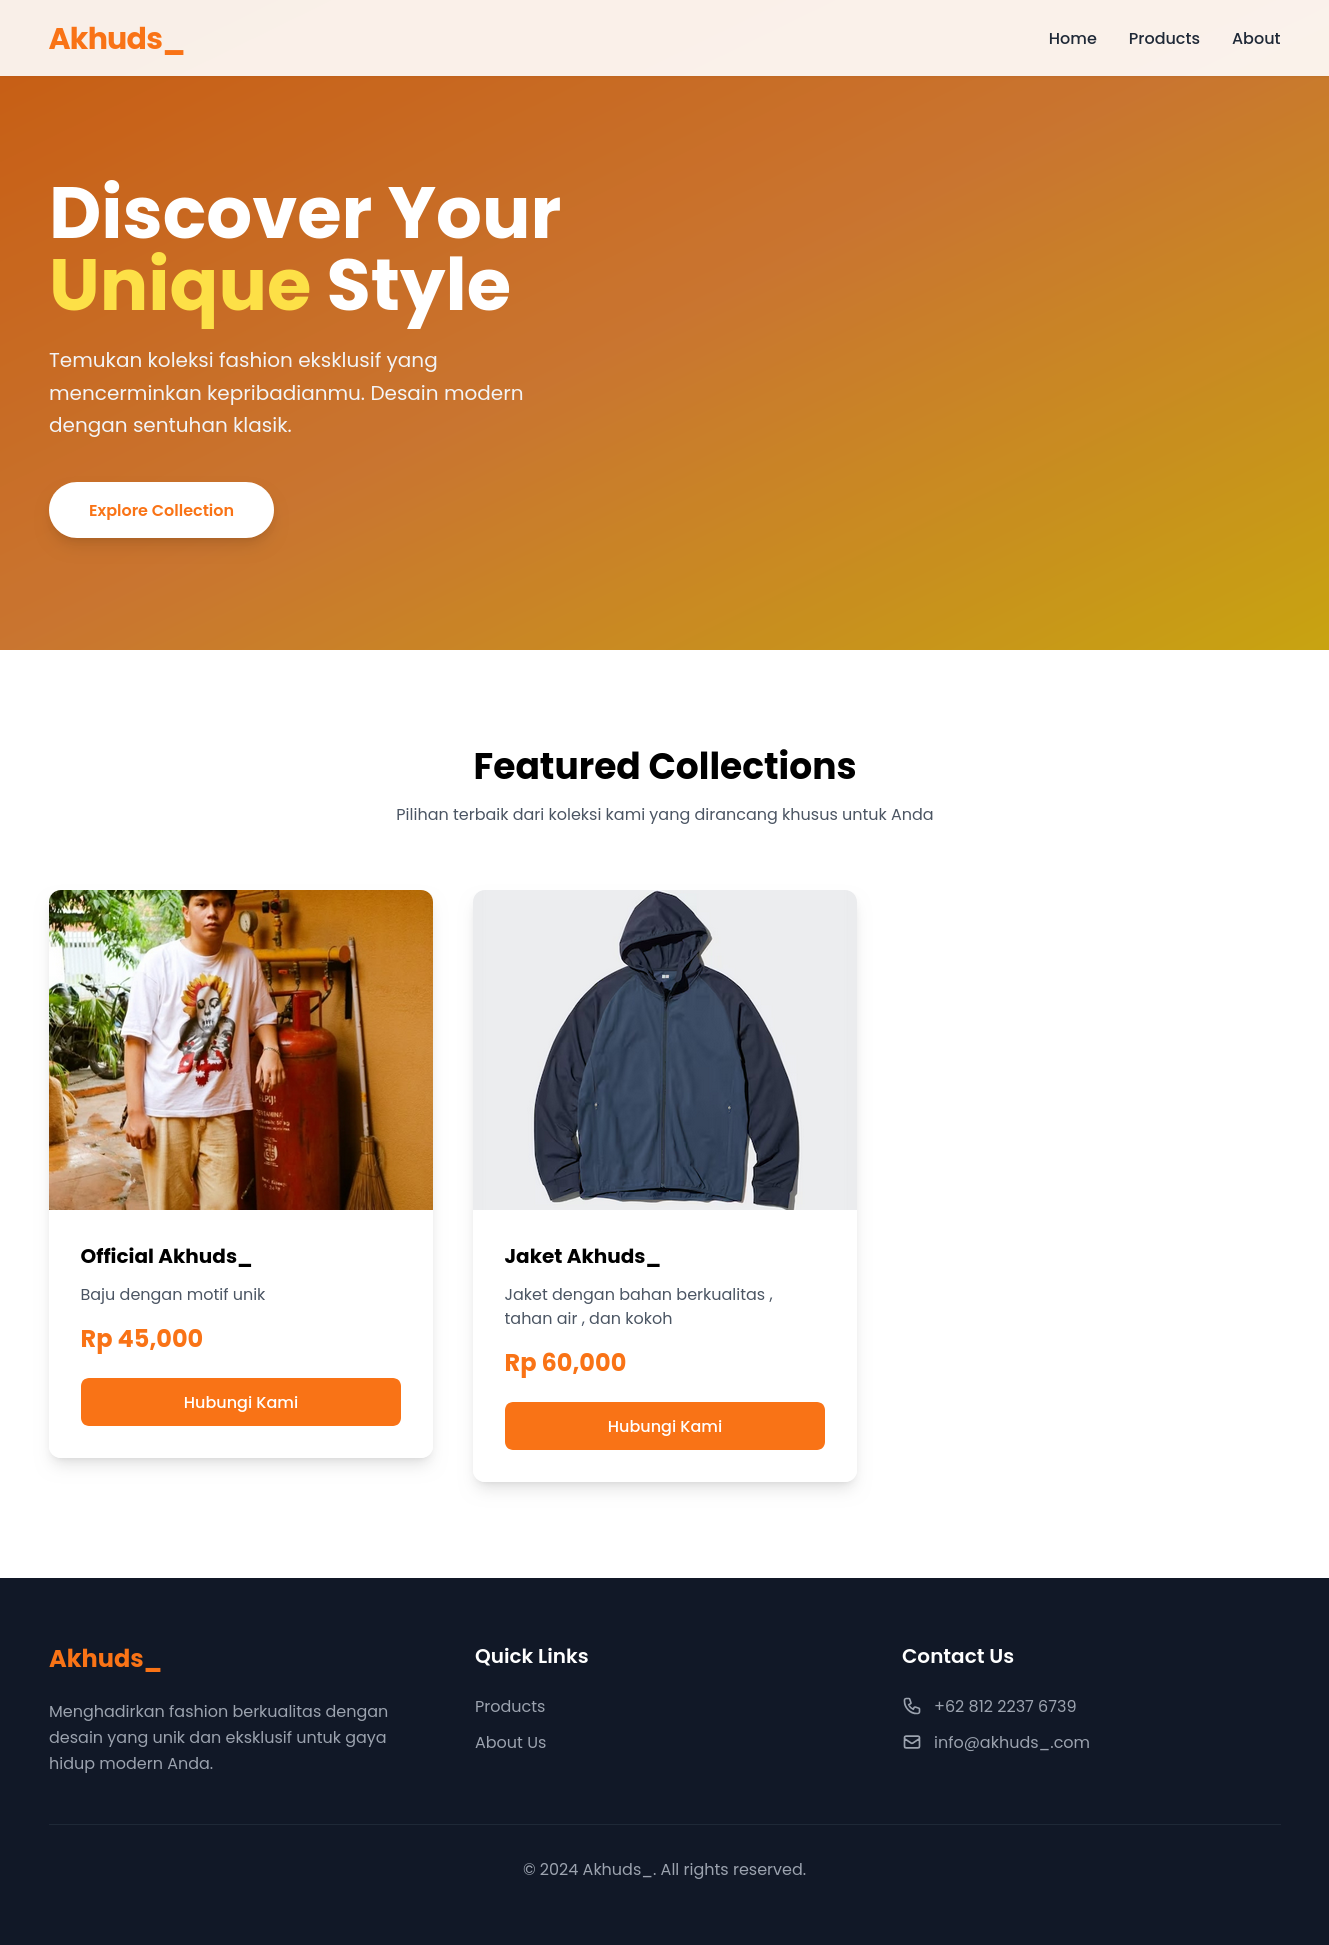 Akhuds_
Home Products About
Discover Your
Unique Style
Temukan koleksi fashion eksklusif yang
mencerminkan kepribadianmu. Desain modern
dengan sentuhan klasik.
Explore Collection
Featured Collections
Pilihan terbaik dari koleksi kami yang dirancang khusus untuk Anda
Official Akhuds_
Baju dengan motif unik
Rp 45,000
Hubungi Kami
Jaket Akhuds_
Jaket dengan bahan berkualitas ,
tahan air , dan kokoh
Rp 60,000
Hubungi Kami
Akhuds_
Menghadirkan fashion berkualitas dengan
desain yang unik dan eksklusif untuk gaya
hidup modern Anda.
Quick Links
Products
About Us
Contact Us
+62 812 2237 6739
info@akhuds_.com
© 2024 Akhuds_. All rights reserved.